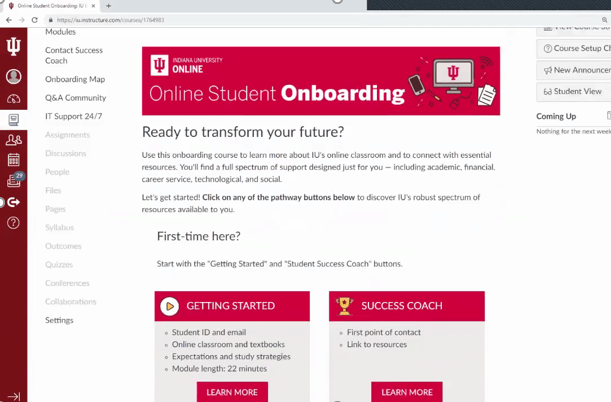 Online Student Onboarding: IU
https://iu.instructure.com/courses/1764983
Modules
Contact Success
Coach
Onboarding Map
Q&A Community
IT Support 24/7
Assignments
Discussions
People
Files
Pages
Syllabus
Outcomes
Quizzes
Conferences
Collaborations
Settings
29
INDIANA UNIVERSITY
ONLINE
Online Student Onboarding
Ready to transform your future?
Use this onboarding course to learn more about IU's online classroom and to connect with essential
resources. You'll find a full spectrum of support designed just for you — including academic, financial,
career service, technological, and social.
Let's get started! Click on any of the pathway buttons below to discover IU's robust spectrum of
resources available to you.
First-time here?
Start with the "Getting Started" and "Student Success Coach" buttons.
GETTING STARTED
Student ID and email
Online classroom and textbooks
Expectations and study strategies
Module length: 22 minutes
LEARN MORE
SUCCESS COACH
First point of contact
Link to resources
LEARN MORE
View Course
Course Setup Ch
New Announcer
Student View
Coming Up
Nothing for the next week